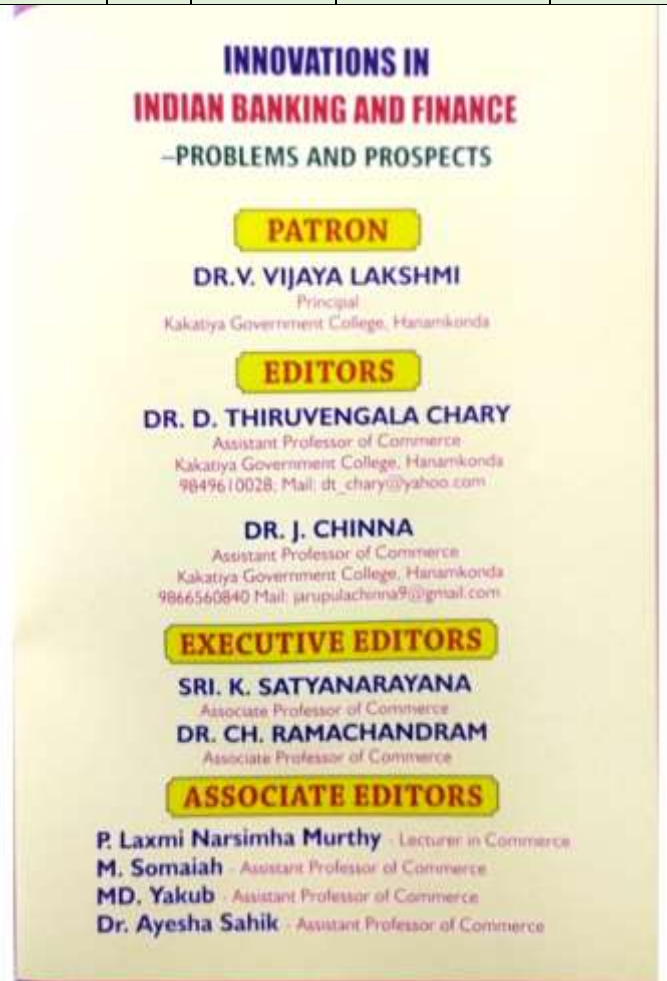 INNOVATIONS IN
INDIAN BANKING AND FINANCE
–PROBLEMS AND PROSPECTS
PATRON
DR.V. VIJAYA LAKSHMI
Principal
Kakatiya Government College, Hanamkonda
EDITORS
DR. D. THIRUVENGALA CHARY
Assistant Professor of Commerce
Kakatiya Government College, Hanamkonda
9849610028; Mail: dt_chary@yahoo.com
DR. J. CHINNA
Assistant Professor of Commerce
Kakatiya Government College, Hanamkonda
9866560840 Mail: jarupulachinna9@gmail.com
EXECUTIVE EDITORS
SRI. K. SATYANARAYANA
Associate Professor of Commerce
DR. CH. RAMACHANDRAM
Associate Professor of Commerce
ASSOCIATE EDITORS
P. Laxmi Narsimha Murthy - Lecturer in Commerce
M. Somaiah - Assistant Professor of Commerce
MD. Yakub - Assistant Professor of Commerce
Dr. Ayesha Sahik - Assistant Professor of Commerce